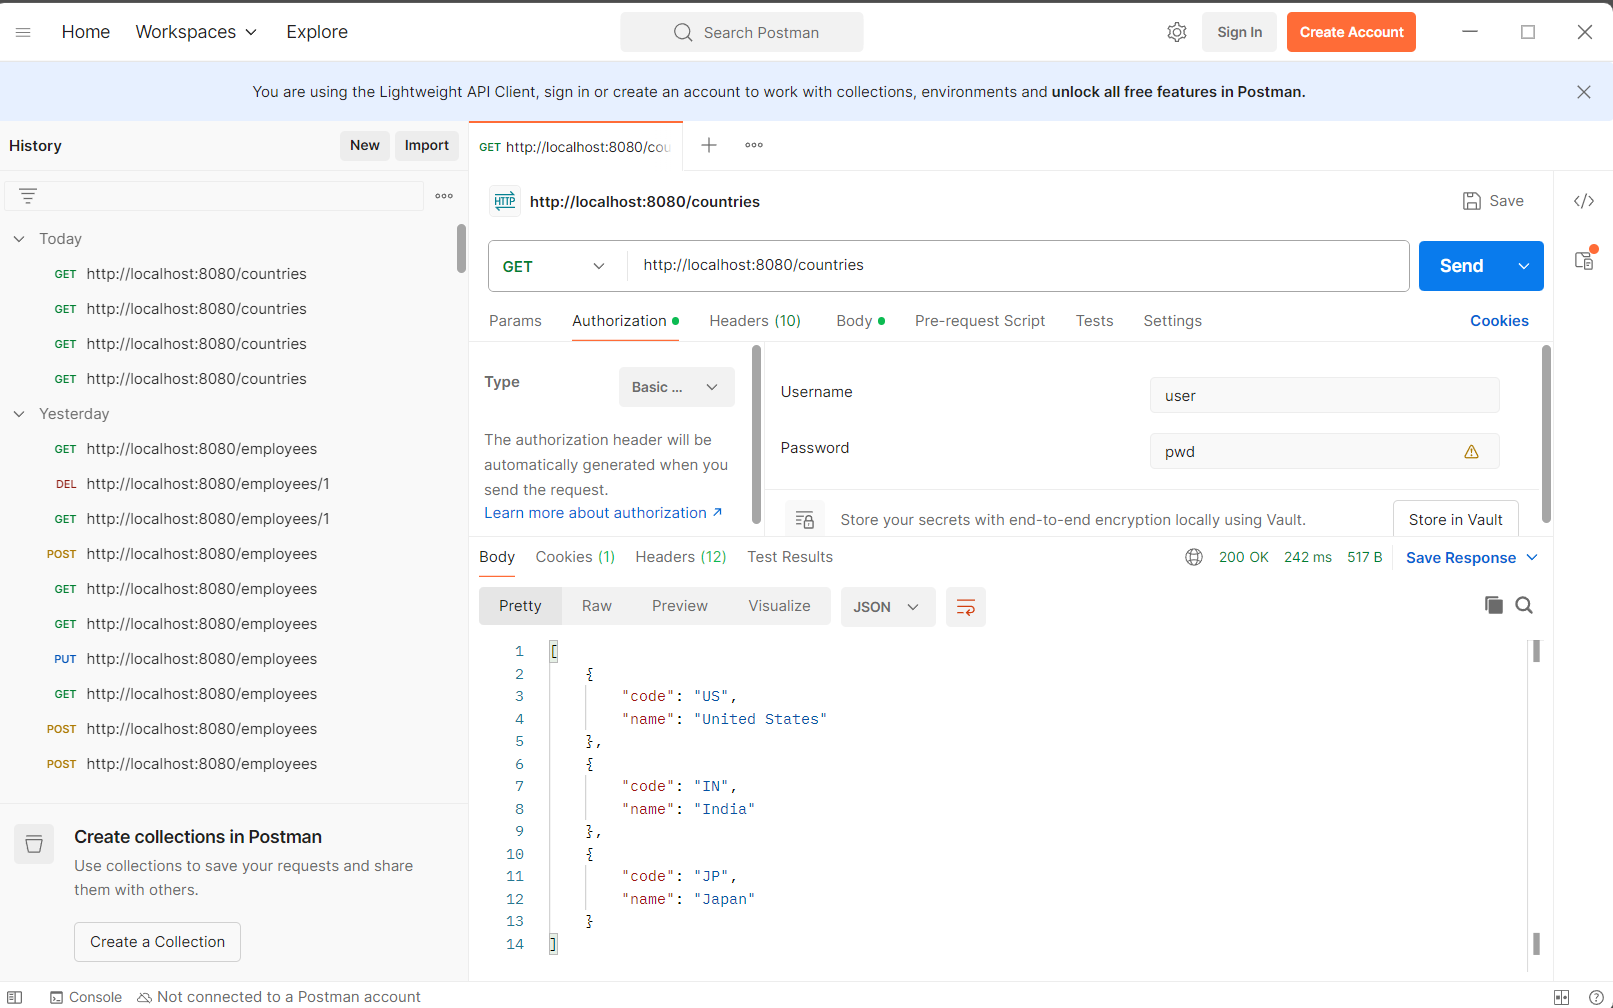 Home Workspaces Explore Search Postman Sign In Create Account
You are using the Lightweight API Client, sign in or create an account to work with collections, environments and unlock all free features in Postman.
History New Import
GET http://localhost:8080/cou
HTTP http://localhost:8080/countries Save
Today
GET http://localhost:8080/countries
GET http://localhost:8080/countries
GET http://localhost:8080/countries
GET http://localhost:8080/countries
Yesterday
GET http://localhost:8080/employees
DEL http://localhost:8080/employees/1
GET http://localhost:8080/employees/1
POST http://localhost:8080/employees
GET http://localhost:8080/employees
GET http://localhost:8080/employees
PUT http://localhost:8080/employees
GET http://localhost:8080/employees
POST http://localhost:8080/employees
POST http://localhost:8080/employees
Create collections in Postman
Use collections to save your requests and share
them with others.
Create a Collection
GET http://localhost:8080/countries Send
Params Authorization Headers (10) Body Pre-request Script Tests Settings Cookies
Type Basic ...
The authorization header will be
automatically generated when you
send the request.
Learn more about authorization ↗
Username user
Password pwd
Store your secrets with end-to-end encryption locally using Vault. Store in Vault
Body Cookies (1) Headers (12) Test Results 200 OK 242 ms 517 B Save Response
Pretty Raw Preview Visualize JSON
1 [
2 {
3 "code": "US",
4 "name": "United States"
5 },
6 {
7 "code": "IN",
8 "name": "India"
9 },
10 {
11 "code": "JP",
12 "name": "Japan"
13 }
14 ]
Console Not connected to a Postman account